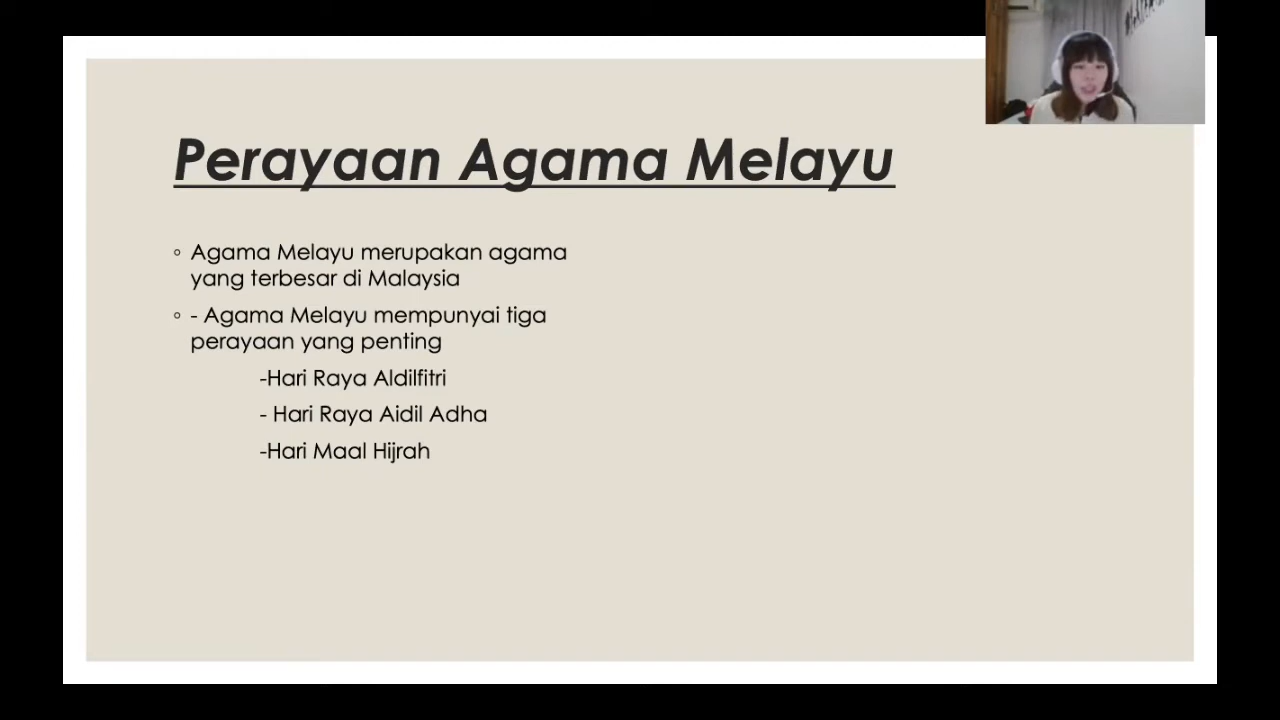 Perayaan Agama Melayu
◦ Agama Melayu merupakan agama
yang terbesar di Malaysia
◦ - Agama Melayu mempunyai tiga
perayaan yang penting
-Hari Raya Aldilfitri
- Hari Raya Aidil Adha
-Hari Maal Hijrah